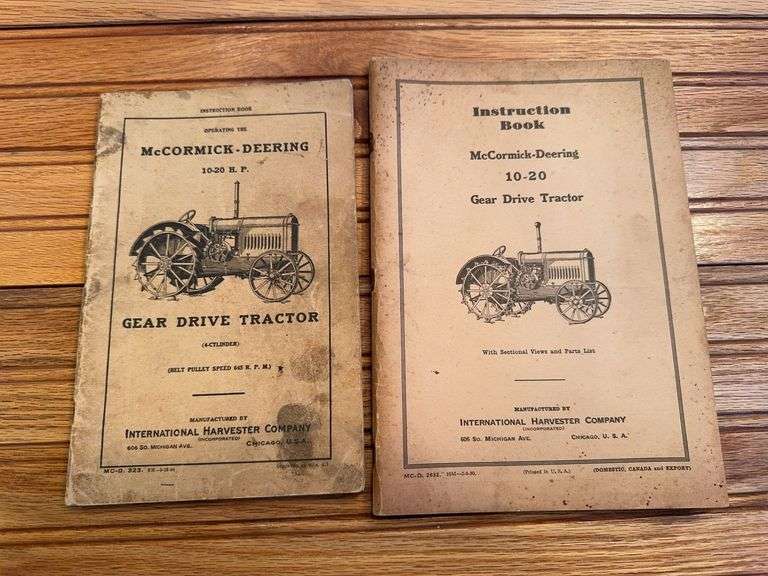 INSTRUCTION BOOK
OPERATING THE
McCORMICK-DEERING
10-20 H. P.
GEAR DRIVE TRACTOR
(4-CYLINDER)
(BELT PULLEY SPEED 645 R. P. M.)
MANUFACTURED BY
INTERNATIONAL HARVESTER COMPANY
(INCORPORATED)
606 SO. MICHIGAN AVE. CHICAGO, U.S.A.
MC-D. 323.
Instruction
Book
McCormick-Deering
10-20
Gear Drive Tractor
With Sectional Views and Parts List
MANUFACTURED BY
INTERNATIONAL HARVESTER COMPANY
(INCORPORATED)
606 SO. MICHIGAN AVE. CHICAGO, U. S. A.
(Printed in U. S. A.) (DOMESTIC, CANADA and EXPORT)